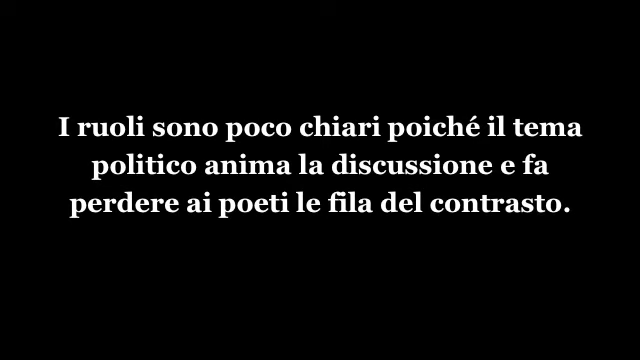 I ruoli sono poco chiari poiché il tema
politico anima la discussione e fa
perdere ai poeti le fila del contrasto.